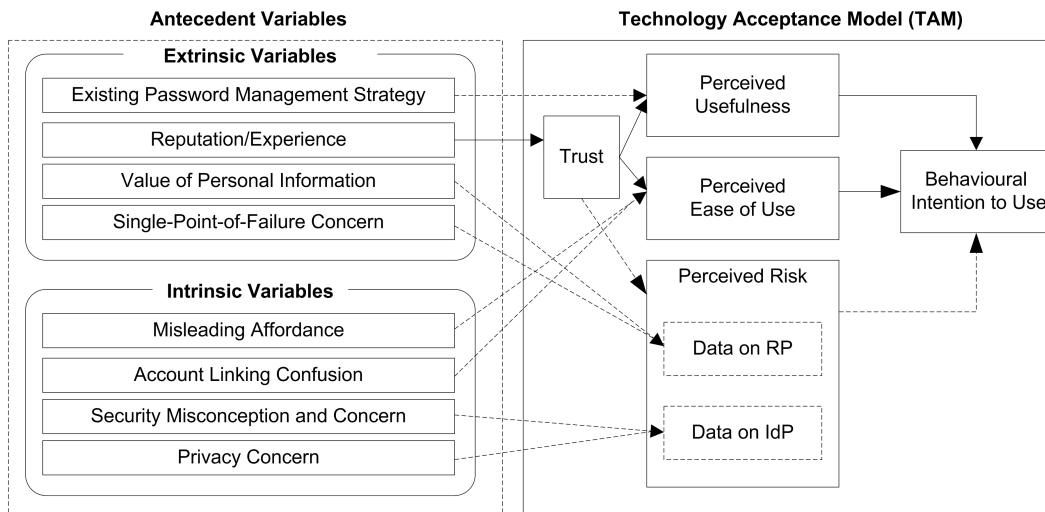 Antecedent Variables
Technology Acceptance Model (TAM)
Extrinsic Variables
Existing Password Management Strategy
Reputation/Experience
Value of Personal Information
Single-Point-of-Failure Concern
Intrinsic Variables
Misleading Affordance
Account Linking Confusion
Security Misconception and Concern
Privacy Concern
Trust
Perceived
Usefulness
Perceived
Ease of Use
Perceived Risk
Data on RP
Data on IdP
Behavioural
Intention to Use